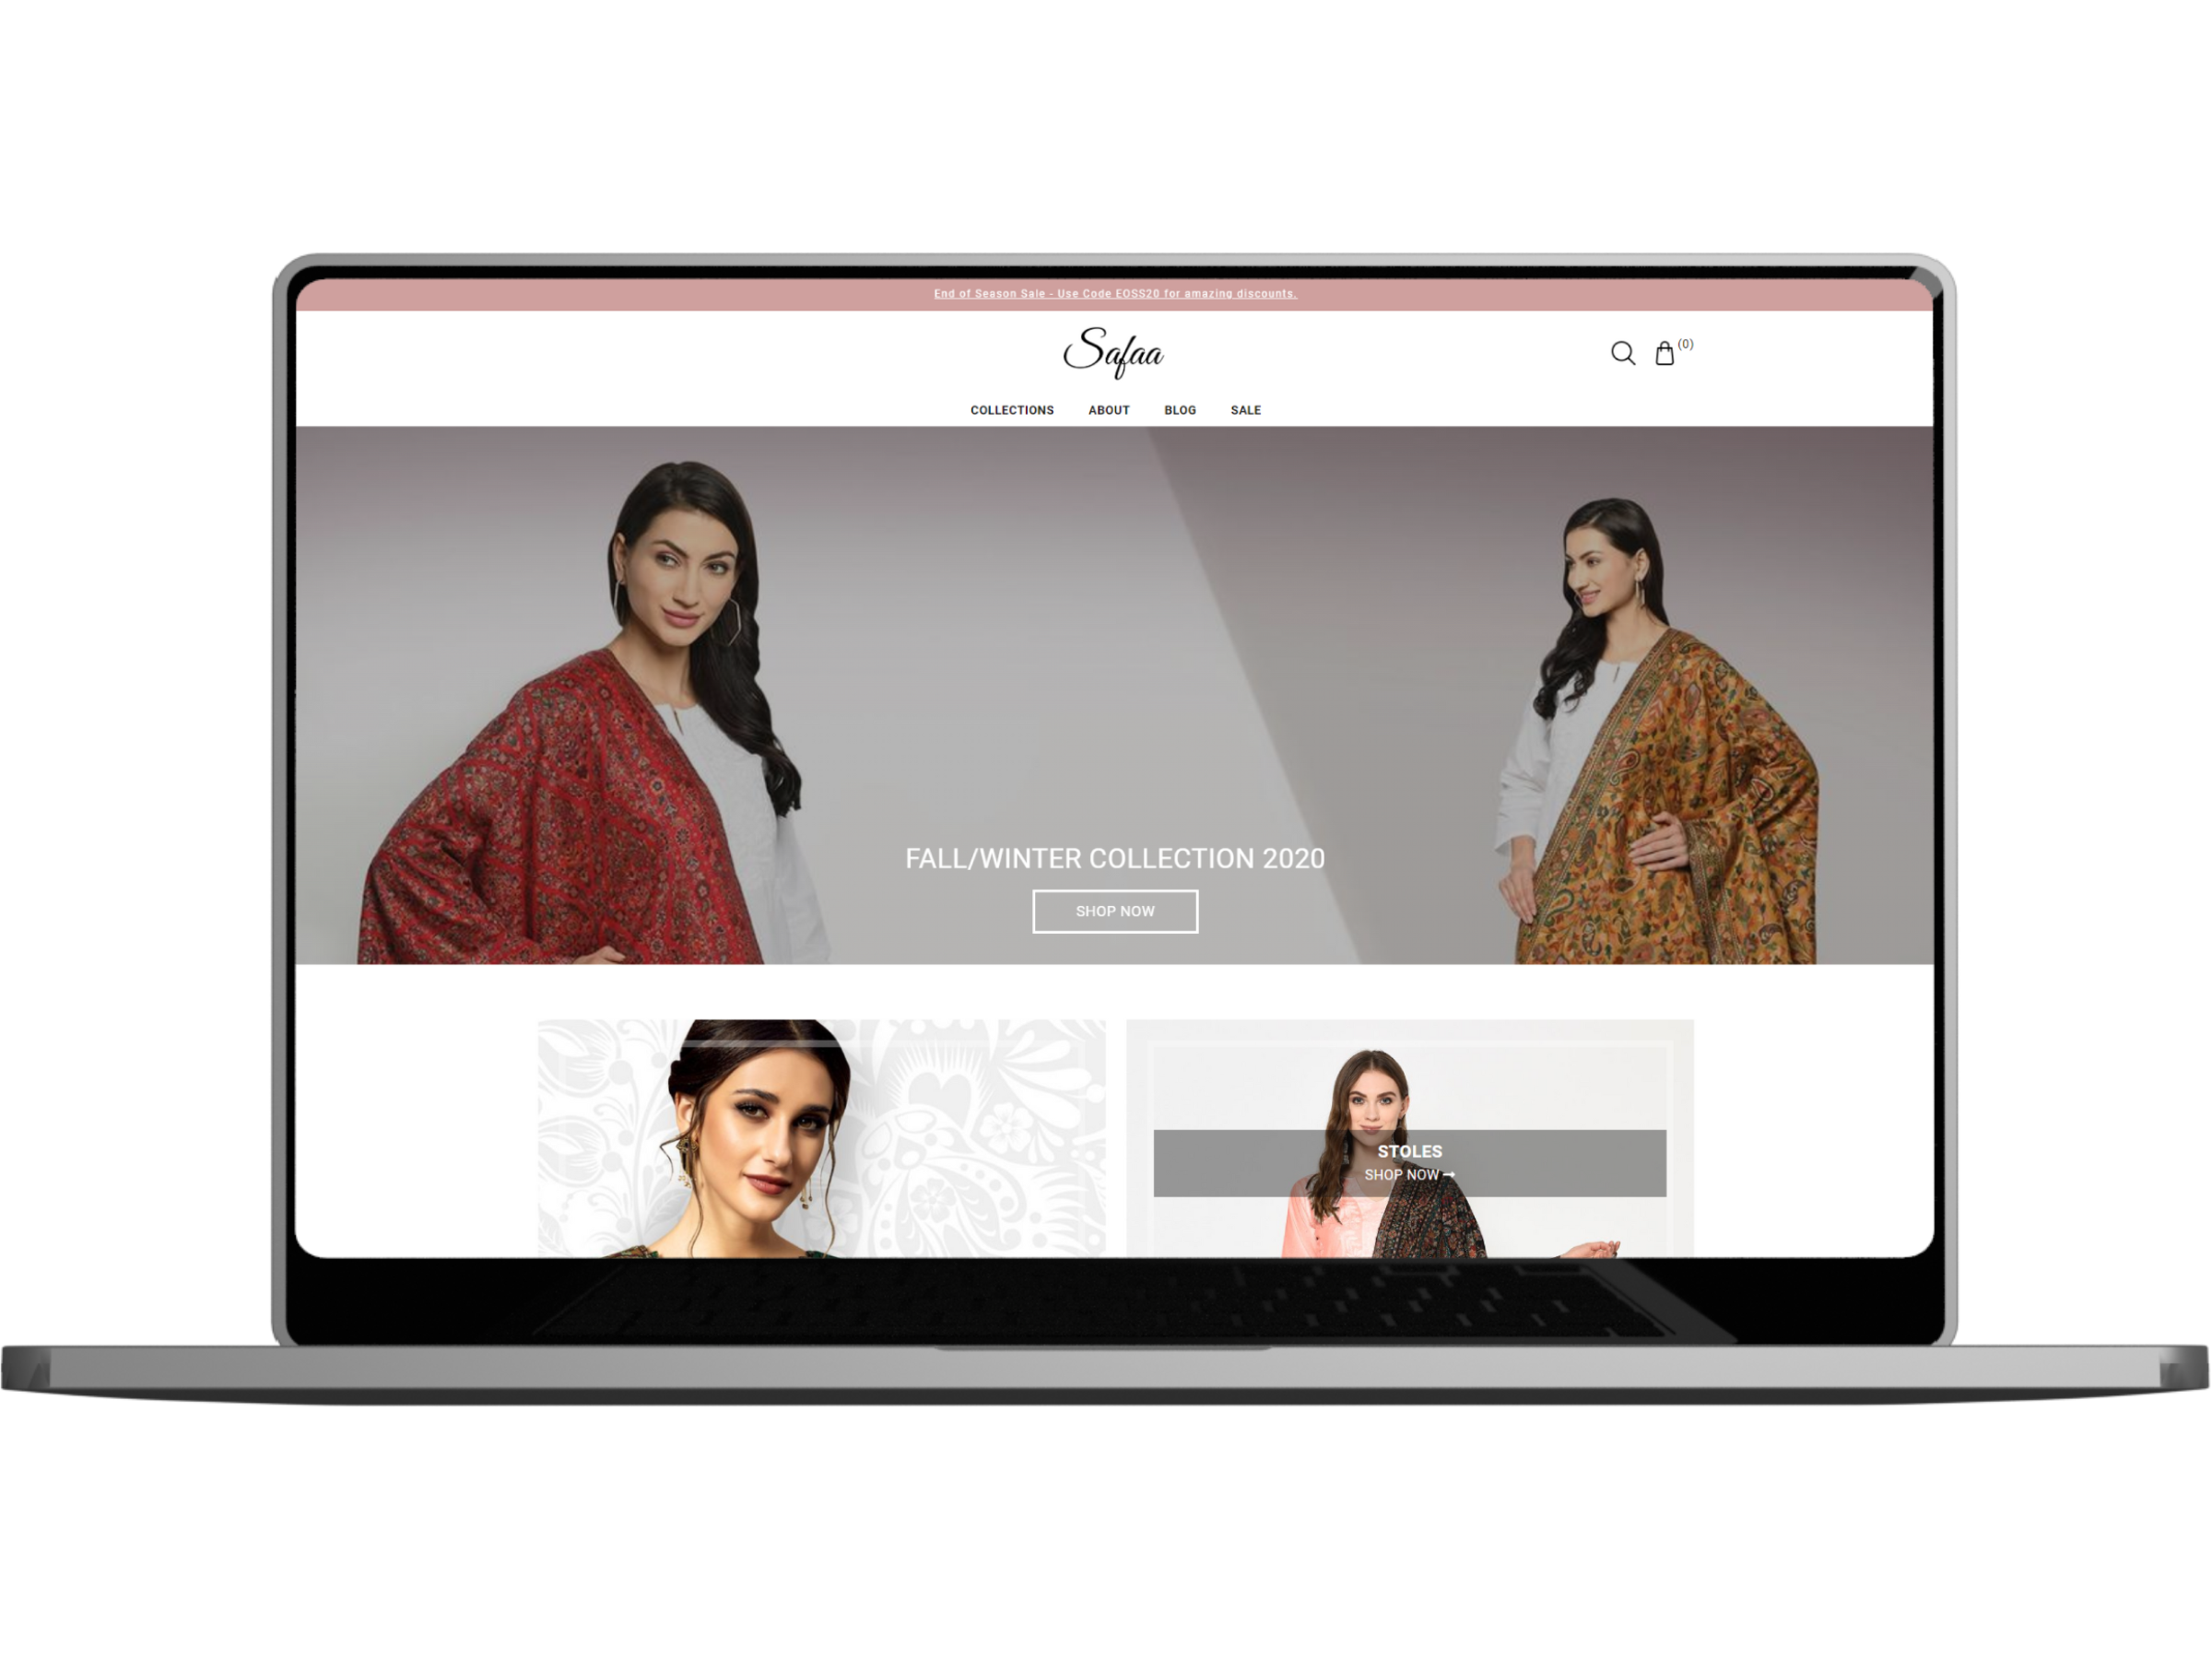 End of Season Sale - Use Code EOSS20 for amazing discounts.
Safaa
(0)
COLLECTIONS ABOUT BLOG SALE
FALL/WINTER COLLECTION 2020
SHOP NOW
STOLES
SHOP NOW→